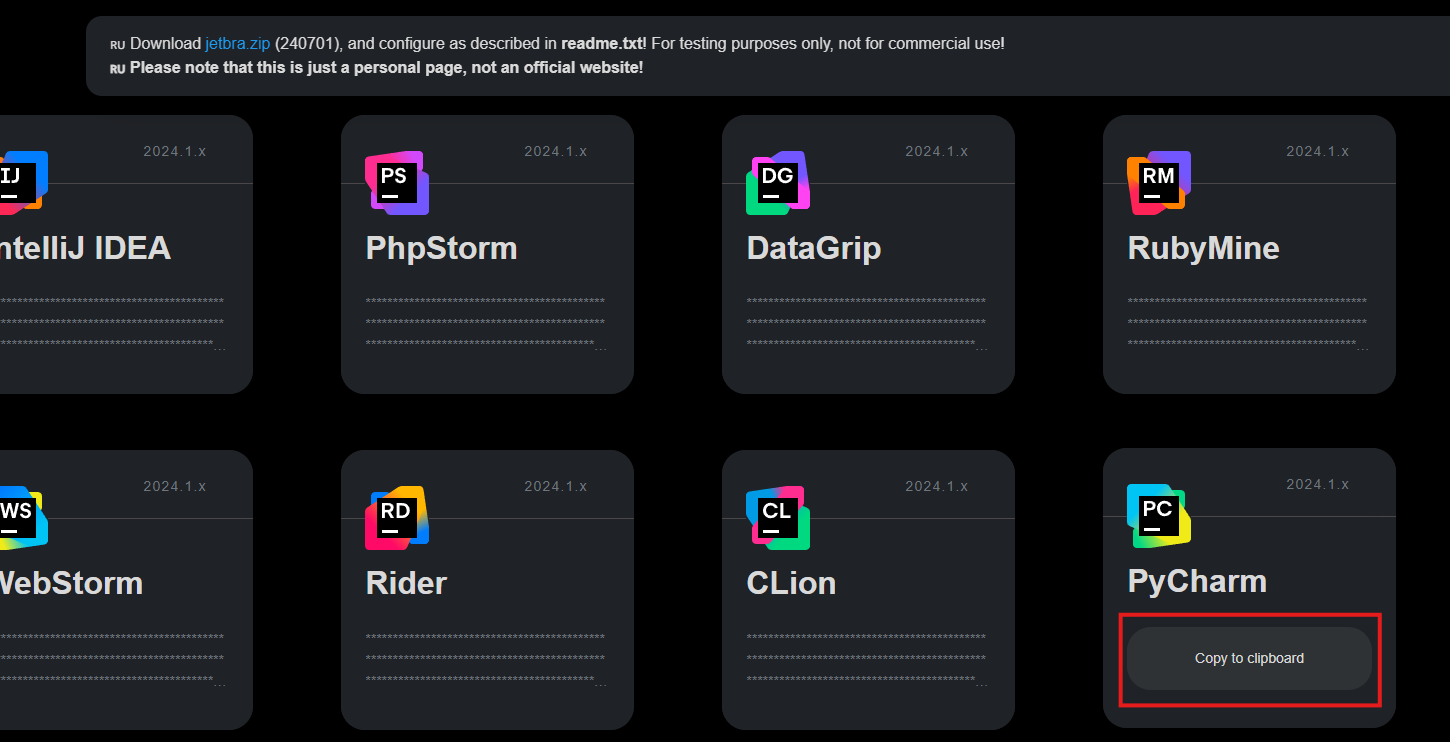 RU Download jetbra.zip (240701), and configure as described in readme.txt! For testing purposes only, not for commercial use!
RU Please note that this is just a personal page, not an official website!
IJ
2024.1.x
ntelliJ IDEA
*********************************************
*********************************************
*******************************************...
PS
2024.1.x
PhpStorm
*********************************************
*********************************************
*******************************************...
DG
2024.1.x
DataGrip
*********************************************
*********************************************
*******************************************...
RM
2024.1.x
RubyMine
*********************************************
*********************************************
*******************************************...
WS
2024.1.x
WebStorm
*********************************************
*********************************************
*******************************************...
RD
2024.1.x
Rider
*********************************************
*********************************************
*******************************************...
CL
2024.1.x
CLion
*********************************************
*********************************************
*******************************************...
PC
2024.1.x
PyCharm
Copy to clipboard